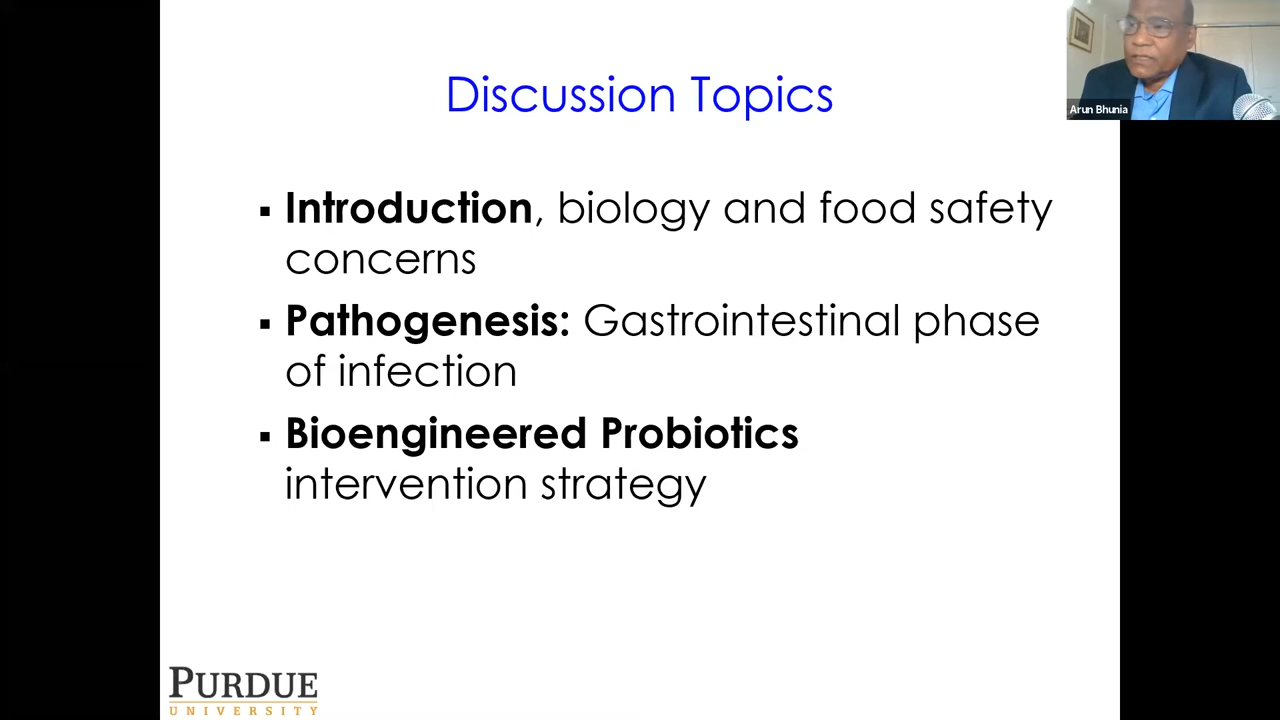 Discussion Topics
Arun Bhunia
▪ Introduction, biology and food safety
concerns
▪ Pathogenesis: Gastrointestinal phase
of infection
▪ Bioengineered Probiotics
intervention strategy
PURDUE
UNIVERSITY